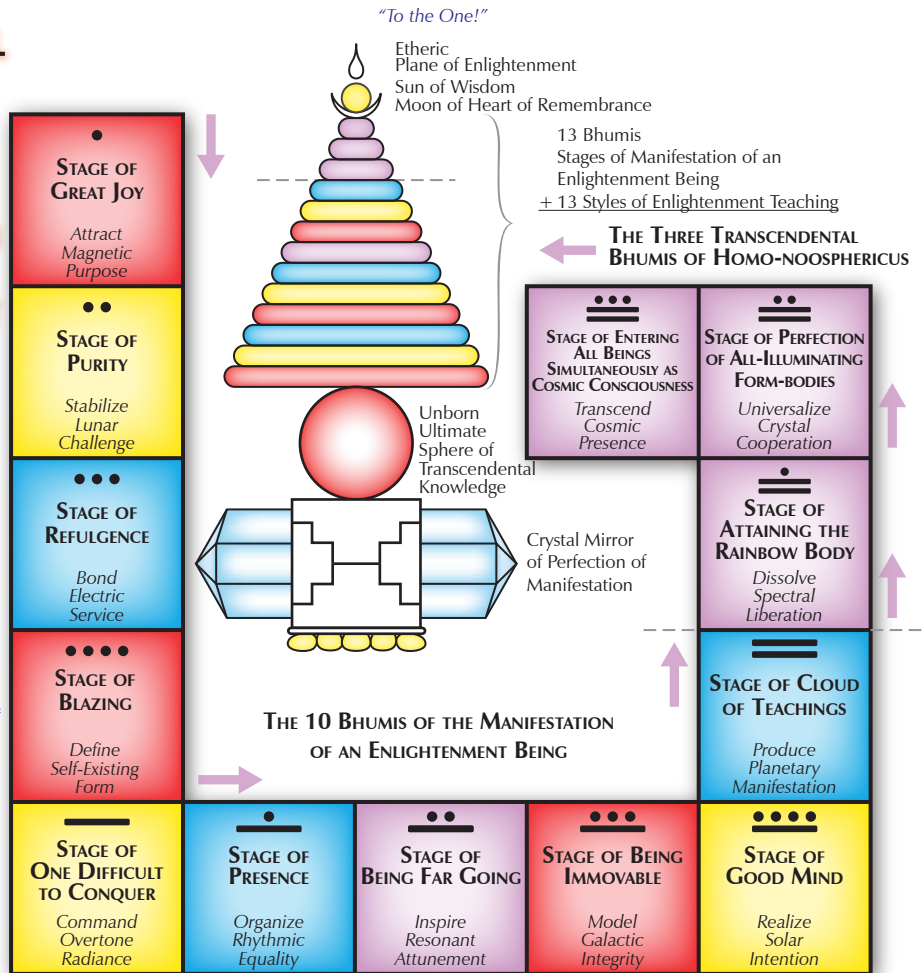 “To the One!”
Etheric
Plane of Enlightenment
Sun of Wisdom
Moon of Heart of Remembrance
13 Bhumis
Stages of Manifestation of an
Enlightenment Being
+ 13 Styles of Enlightenment Teaching
THE THREE TRANSCENDENTAL
BHUMIS OF HOMO-NOOSPHERICUS
STAGE OF
GREAT JOY
Attract
Magnetic
Purpose
STAGE OF
PURITY
Stabilize
Lunar
Challenge
STAGE OF
REFULGENCE
Bond
Electric
Service
STAGE OF
BLAZING
Define
Self-Existing
Form
STAGE OF
ONE DIFFICULT
TO CONQUER
Command
Overtone
Radiance
STAGE OF
PRESENCE
Organize
Rhythmic
Equality
STAGE OF
BEING FAR GOING
Inspire
Resonant
Attunement
STAGE OF BEING
IMMOVABLE
Model
Galactic
Integrity
STAGE OF
GOOD MIND
Realize
Solar
Intention
STAGE OF CLOUD
OF TEACHINGS
Produce
Planetary
Manifestation
STAGE OF
ATTAINING THE
RAINBOW BODY
Dissolve
Spectral
Liberation
STAGE OF PERFECTION
OF ALL-ILLUMINATING
FORM-BODIES
Universalize
Crystal
Cooperation
STAGE OF ENTERING
ALL BEINGS
SIMULTANEOUSLY AS
COSMIC CONSCIOUSNESS
Transcend
Cosmic
Presence
Unborn
Ultimate
Sphere of
Transcendental
Knowledge
Crystal Mirror
of Perfection of
Manifestation
THE 10 BHUMIS OF THE MANIFESTATION
OF AN ENLIGHTENMENT BEING